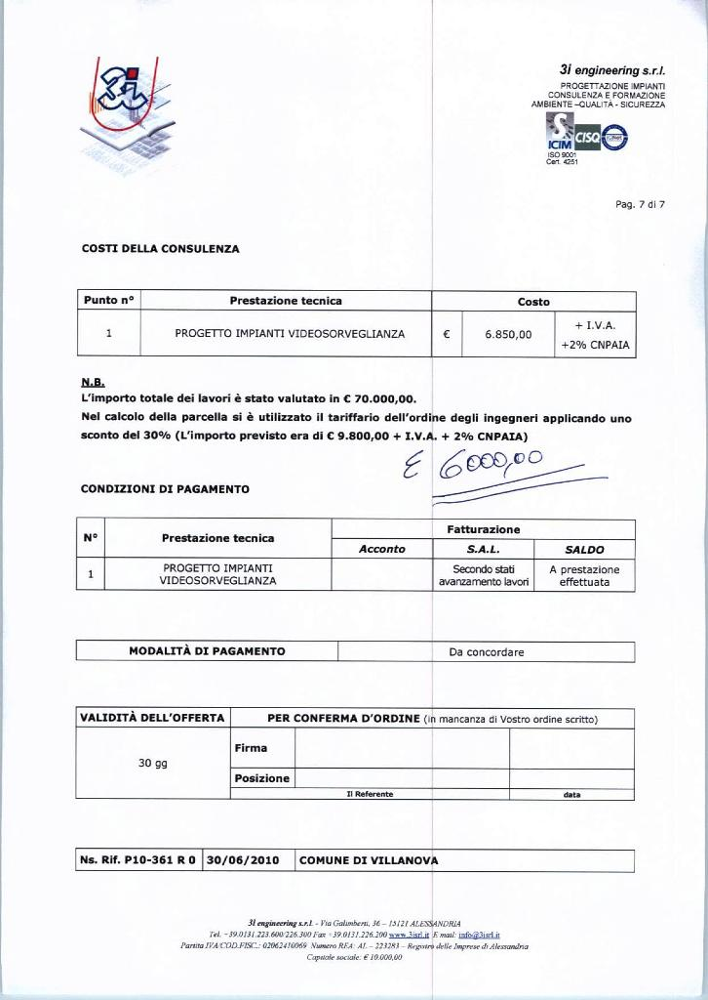 3i
3i engineering s.r.l.
PROGETTAZIONE IMPIANTI
CONSULENZA E FORMAZIONE
AMBIENTE –QUALITÀ - SICUREZZA
S ICIM CISQ
ISO 9001
Cert. 4251
Pag. 7 di 7
COSTI DELLA CONSULENZA
Punto n° Prestazione tecnica Costo
1 PROGETTO IMPIANTI VIDEOSORVEGLIANZA € 6.850,00 + I.V.A.
+2% CNPAIA
N.B.
L'importo totale dei lavori è stato valutato in € 70.000,00.
Nel calcolo della parcella si è utilizzato il tariffario dell'ordine degli ingegneri applicando uno
sconto del 30% (L'importo previsto era di € 9.800,00 + I.V.A. + 2% CNPAIA)
€ 6000,00
CONDIZIONI DI PAGAMENTO
N° Prestazione tecnica Fatturazione
Acconto S.A.L. SALDO
1 PROGETTO IMPIANTI VIDEOSORVEGLIANZA Secondo stati avanzamento lavori A prestazione effettuata
MODALITÀ DI PAGAMENTO Da concordare
VALIDITÀ DELL'OFFERTA PER CONFERMA D'ORDINE (in mancanza di Vostro ordine scritto)
30 gg Firma
Posizione
Il Referente data
Ns. Rif. P10-361 R 0 30/06/2010 COMUNE DI VILLANOVA
3I engineering s.r.l. - Via Galimberti, 36 – 15121 ALESSANDRIA
Tel. +39.0131.223.600/226.300 Fax +39.0131.226.200 www.3isrl.it E mail: info@3isrl.it
Partita IVA/COD.FISC.: 02062410069 Numero REA: AL – 223283 – Registro delle Imprese di Alessandria
Capitale sociale: € 10.000,00